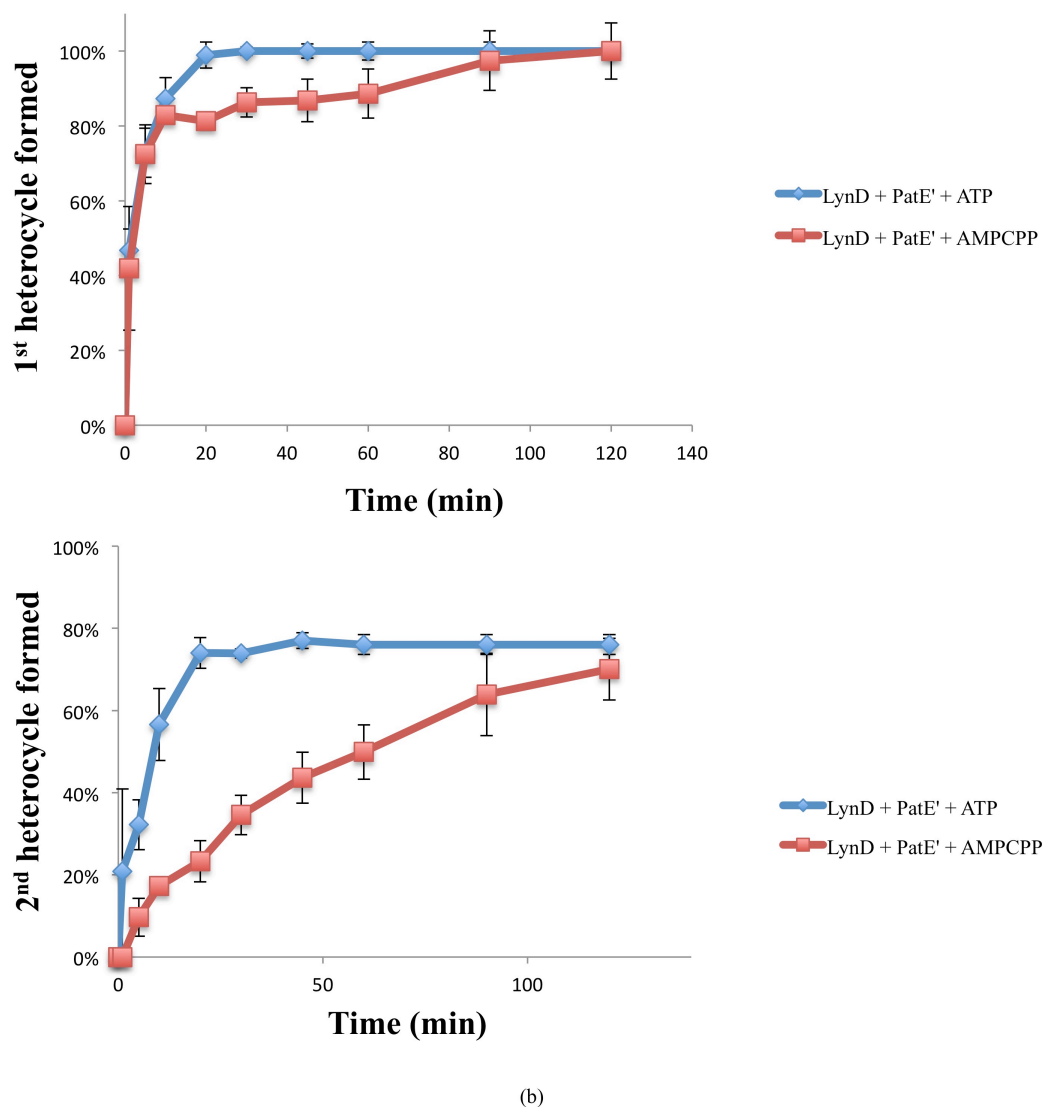 100%
80%
60%
40%
20%
0%
0 20 40 60 80 100 120 140
1st heterocycle formed
Time (min)
LynD + PatE' + ATP
LynD + PatE' + AMPCPP
100%
80%
60%
40%
20%
0%
0 50 100
2nd heterocycle formed
Time (min)
LynD + PatE' + ATP
LynD + PatE' + AMPCPP
(b)